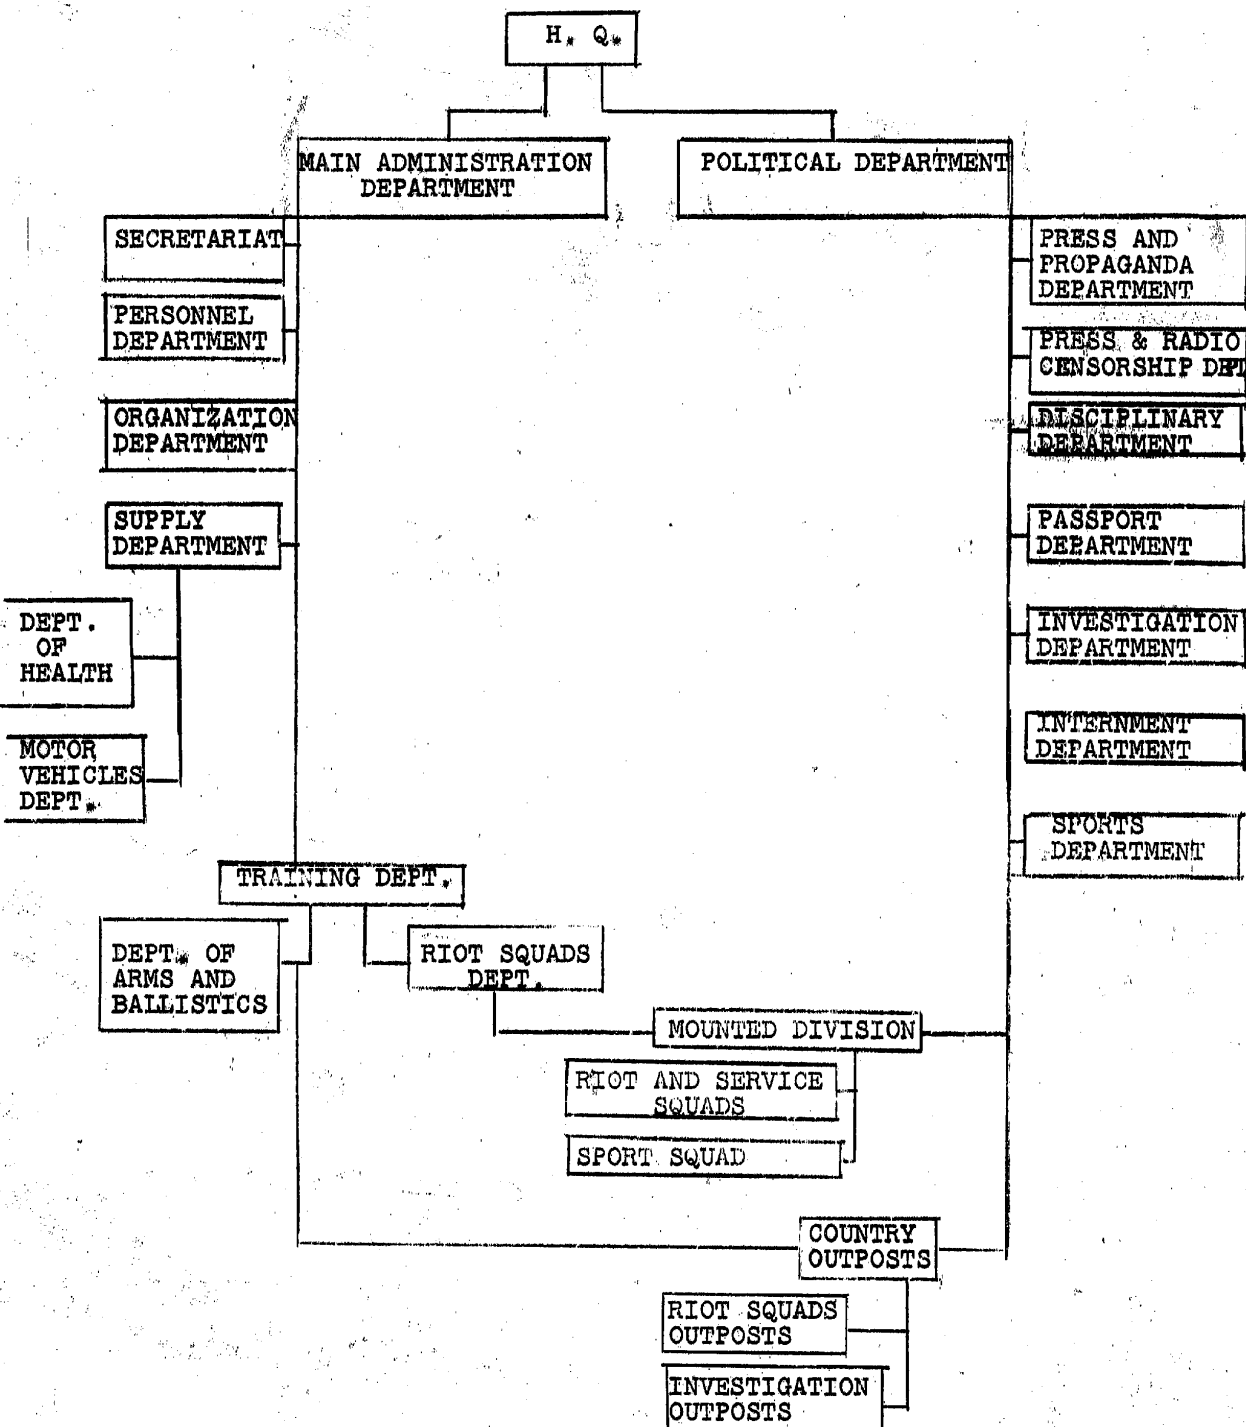 H. Q.
MAIN ADMINISTRATION
DEPARTMENT
POLITICAL DEPARTMENT
SECRETARIAT
PERSONNEL
DEPARTMENT
ORGANIZATION
DEPARTMENT
SUPPLY
DEPARTMENT
DEPT.
OF
HEALTH
MOTOR
VEHICLES
DEPT.
PRESS AND
PROPAGANDA
DEPARTMENT
PRESS & RADIO
CENSORSHIP DEPT
DISCIPLINARY
DEPARTMENT
PASSPORT
DEPARTMENT
INVESTIGATION
DEPARTMENT
INTERNMENT
DEPARTMENT
SPORTS
DEPARTMENT
TRAINING DEPT.
DEPT. OF
ARMS AND
BALLISTICS
RIOT SQUADS
DEPT.
MOUNTED DIVISION
RIOT AND SERVICE
SQUADS
SPORT SQUAD
COUNTRY
OUTPOSTS
RIOT SQUADS
OUTPOSTS
INVESTIGATION
OUTPOSTS